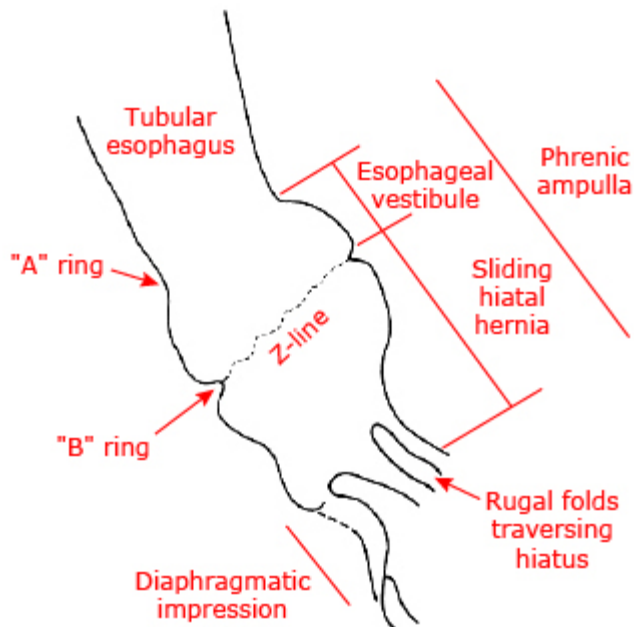 Tubular
esophagus
Esophageal
vestibule
Phrenic
ampulla
"A" ring
Sliding
hiatal
hernia
Z-line
"B" ring
Rugal folds
traversing
hiatus
Diaphragmatic
impression